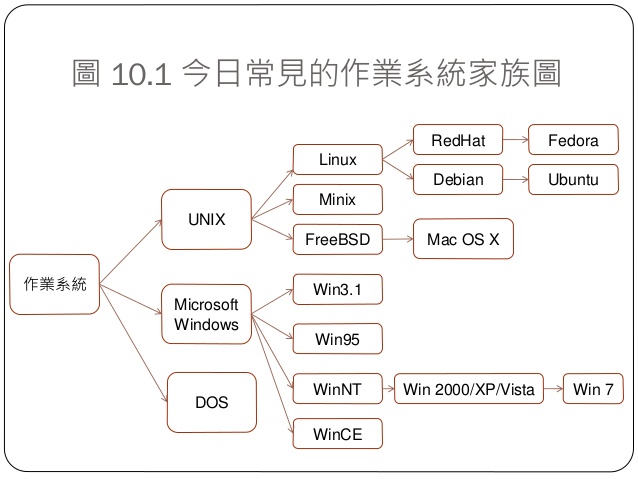 圖 10.1 今日常見的作業系統家族圖
作業系統
UNIX
Linux
RedHat
Fedora
Debian
Ubuntu
Minix
FreeBSD
Mac OS X
Microsoft
Windows
Win3.1
Win95
WinNT
Win 2000/XP/Vista
Win 7
WinCE
DOS